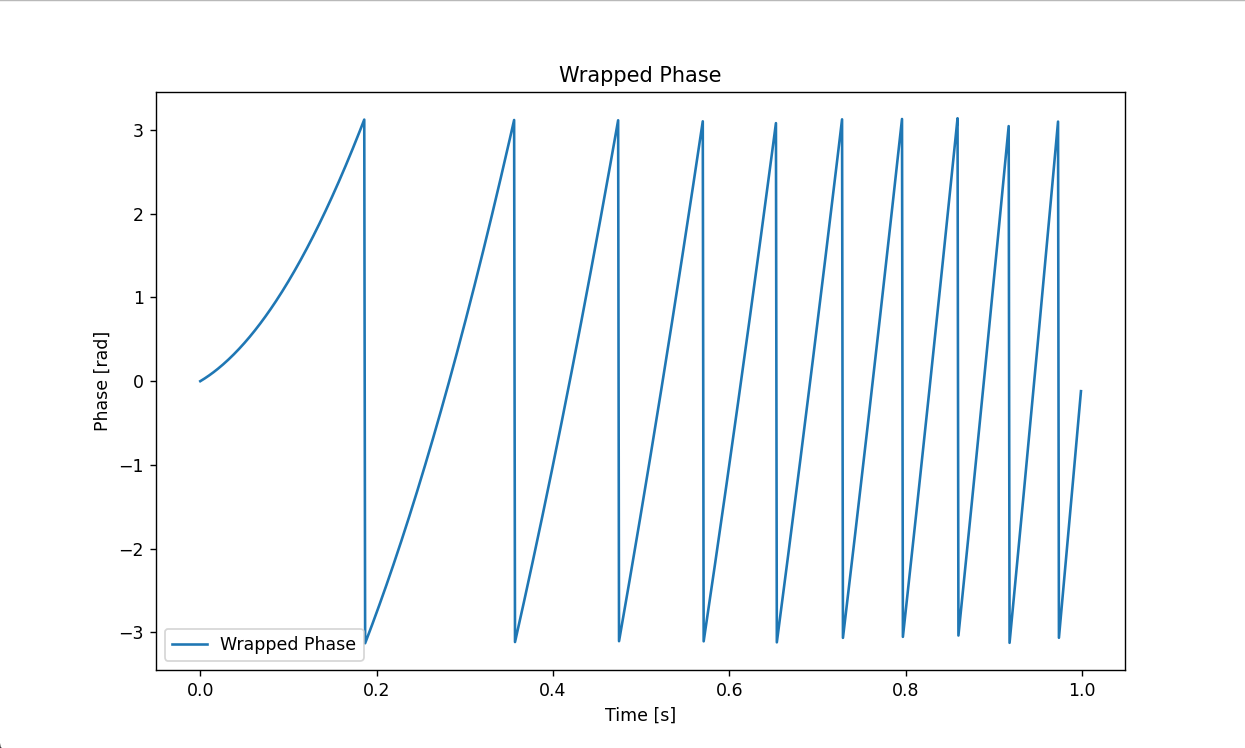 Wrapped Phase
3
2
1
0
−1
−2
−3
Phase [rad]
Wrapped Phase
0.0 0.2 0.4 0.6 0.8 1.0
Time [s]